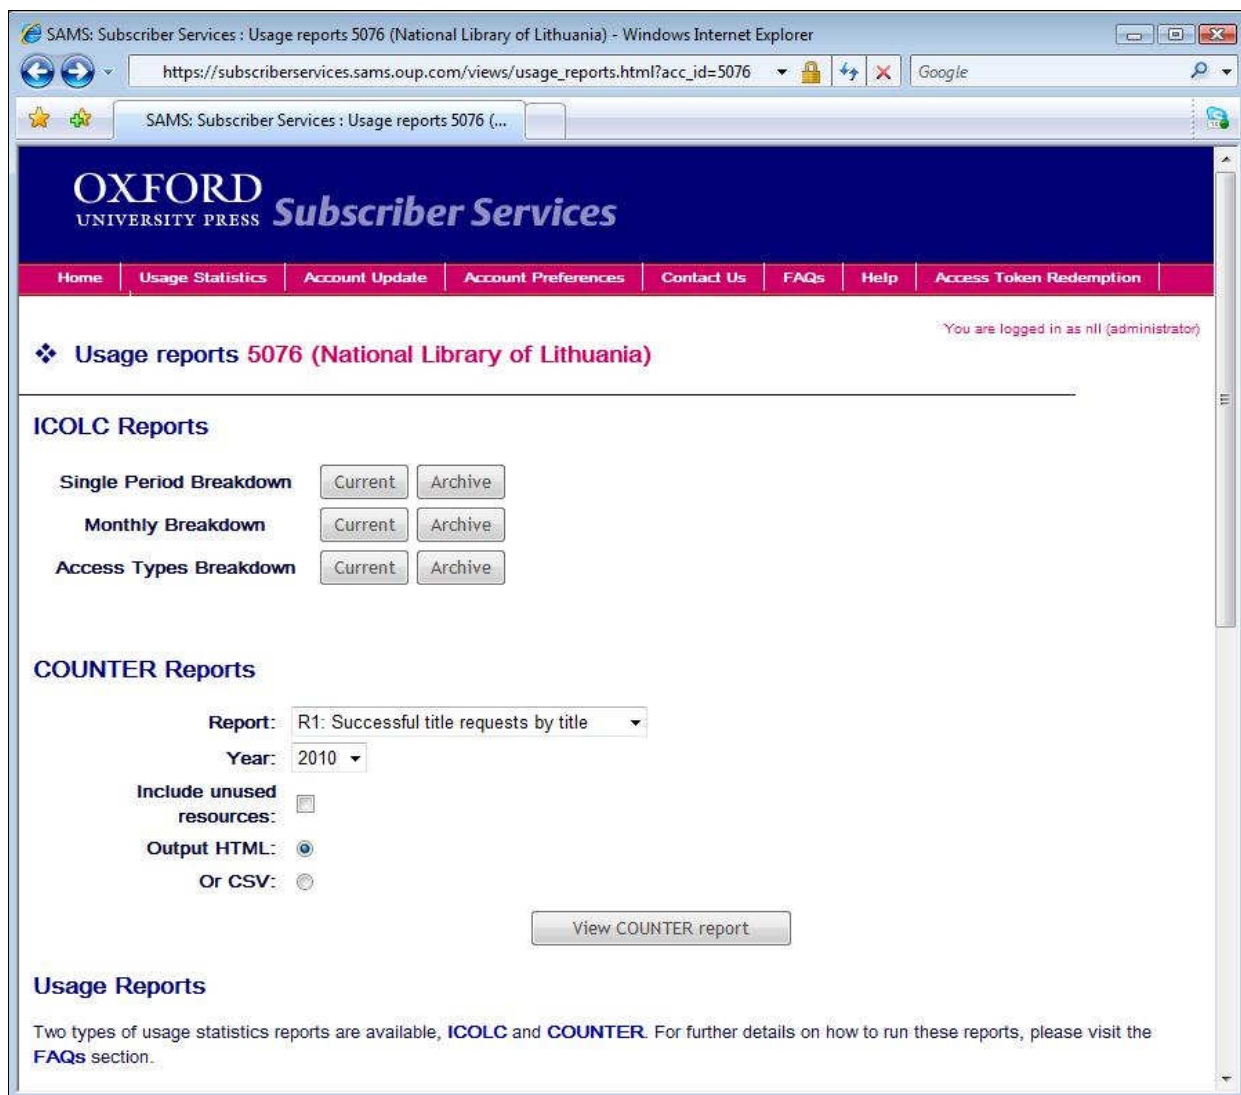 SAMS: Subscriber Services : Usage reports 5076 (National Library of Lithuania) - Windows Internet Explorer
https://subscriberservices.sams.oup.com/views/usage_reports.html?acc_id=5076
Google
SAMS: Subscriber Services : Usage reports 5076 (...
OXFORD
UNIVERSITY PRESS
Subscriber Services
Home Usage Statistics Account Update Account Preferences Contact Us FAQs Help Access Token Redemption
You are logged in as nll (administrator)
❖ Usage reports 5076 (National Library of Lithuania)
ICOLC Reports
Single Period Breakdown Current Archive
Monthly Breakdown Current Archive
Access Types Breakdown Current Archive
COUNTER Reports
Report: R1: Successful title requests by title
Year: 2010
Include unused
resources:
Output HTML:
Or CSV:
View COUNTER report
Usage Reports
Two types of usage statistics reports are available, ICOLC and COUNTER. For further details on how to run these reports, please visit the
FAQs section.